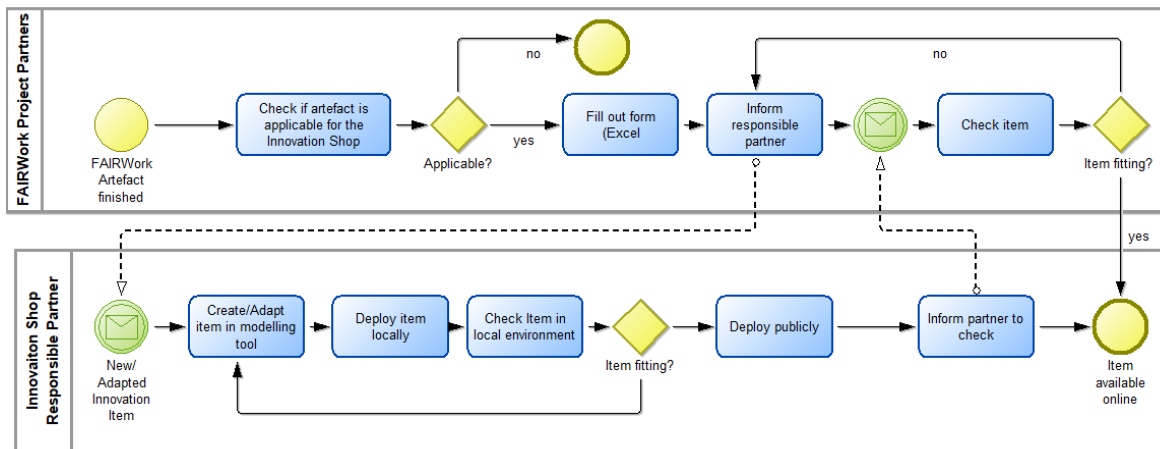 FAIRWork Project Partners
no
no
Check if artefact is
applicable for the
Innovation Shop
Fill out form
(Excel
Inform
responsible
partner
Check item
yes
FAIRWork
Artefact
finished
Applicable?
Item fitting?
yes
Innovaiton Shop
Responsible Partner
Create/Adapt
item in modelling
tool
Deploy item
locally
Check Item in
local environment
Deploy publicly
Inform partner to
check
New/
Adapted
Innovation
Item
Item fitting?
Item
available
online